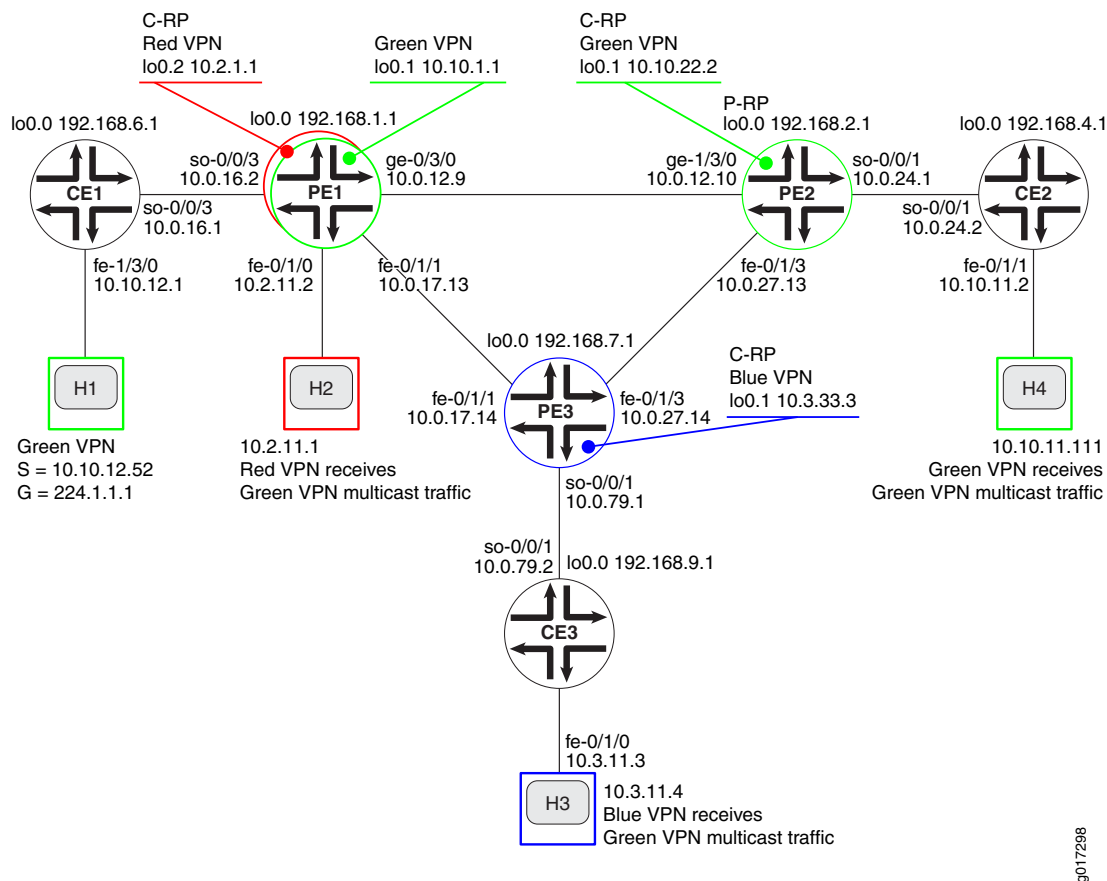 C-RP
Red VPN
lo0.2 10.2.1.1
Green VPN
lo0.1 10.10.1.1
C-RP
Green VPN
lo0.1 10.10.22.2
lo0.0 192.168.6.1
lo0.0 192.168.1.1
P-RP
lo0.0 192.168.2.1
lo0.0 192.168.4.1
so-0/0/3
10.0.16.2
ge-0/3/0
10.0.12.9
ge-1/3/0
10.0.12.10
so-0/0/1
10.0.24.1
CE1
PE1
PE2
CE2
so-0/0/3
10.0.16.1
so-0/0/1
10.0.24.2
fe-1/3/0
10.10.12.1
fe-0/1/0
10.2.11.2
fe-0/1/1
10.0.17.13
fe-0/1/3
10.0.27.13
fe-0/1/1
10.10.11.2
lo0.0 192.168.7.1
C-RP
Blue VPN
lo0.1 10.3.33.3
H1
H2
H4
fe-0/1/1
10.0.17.14
PE3
fe-0/1/3
10.0.27.14
Green VPN
S = 10.10.12.52
G = 224.1.1.1
10.2.11.1
Red VPN receives
Green VPN multicast traffic
10.10.11.111
Green VPN receives
Green VPN multicast traffic
so-0/0/1
10.0.79.1
so-0/0/1
10.0.79.2
lo0.0 192.168.9.1
CE3
fe-0/1/0
10.3.11.3
H3
10.3.11.4
Blue VPN receives
Green VPN multicast traffic
g017298